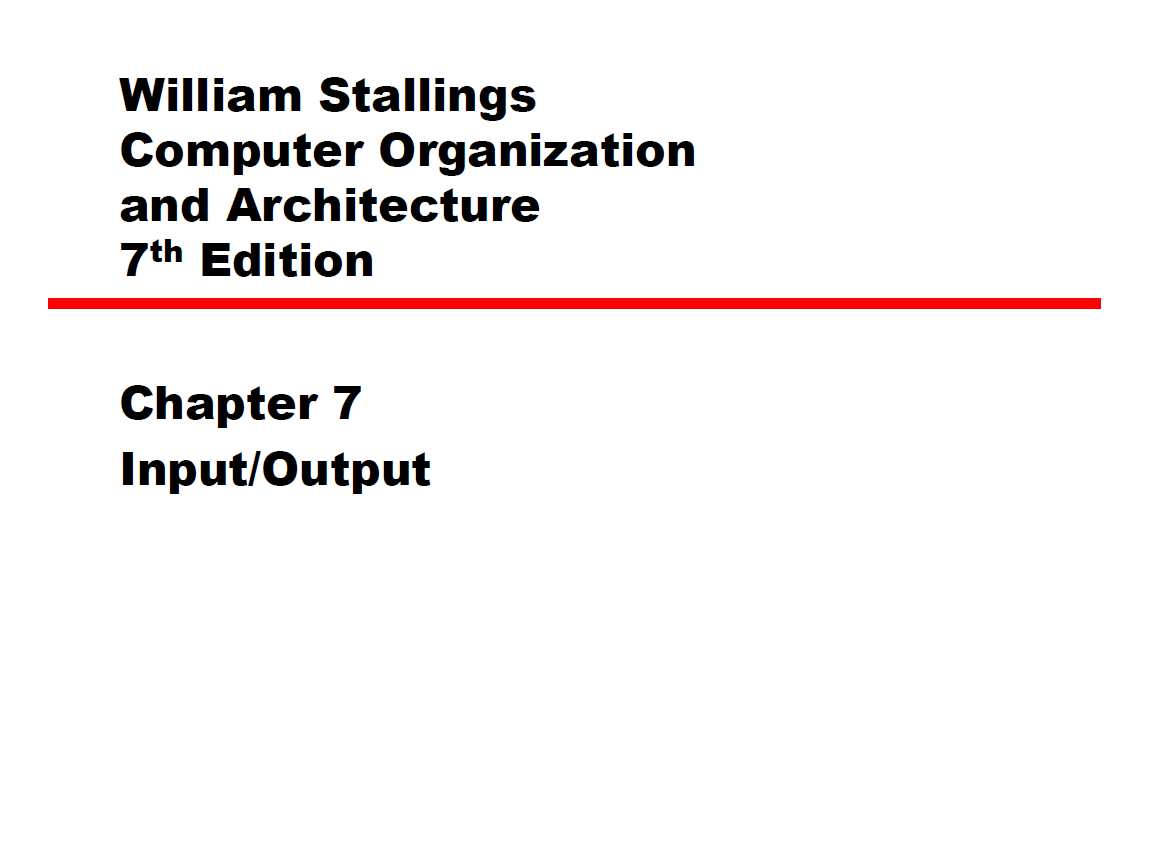 William Stallings
Computer Organization
and Architecture
7th Edition
Chapter 7
Input/Output